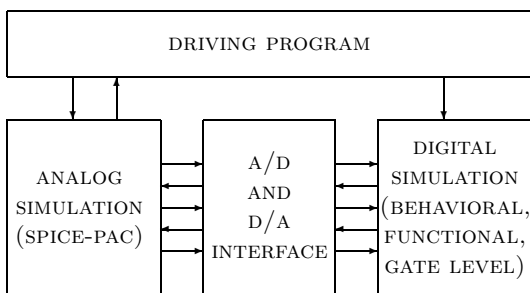 DRIVING PROGRAM
ANALOG
SIMULATION
(SPICE-PAC)
A/D
AND
D/A
INTERFACE
DIGITAL
SIMULATION
(BEHAVIORAL,
FUNCTIONAL,
GATE LEVEL)